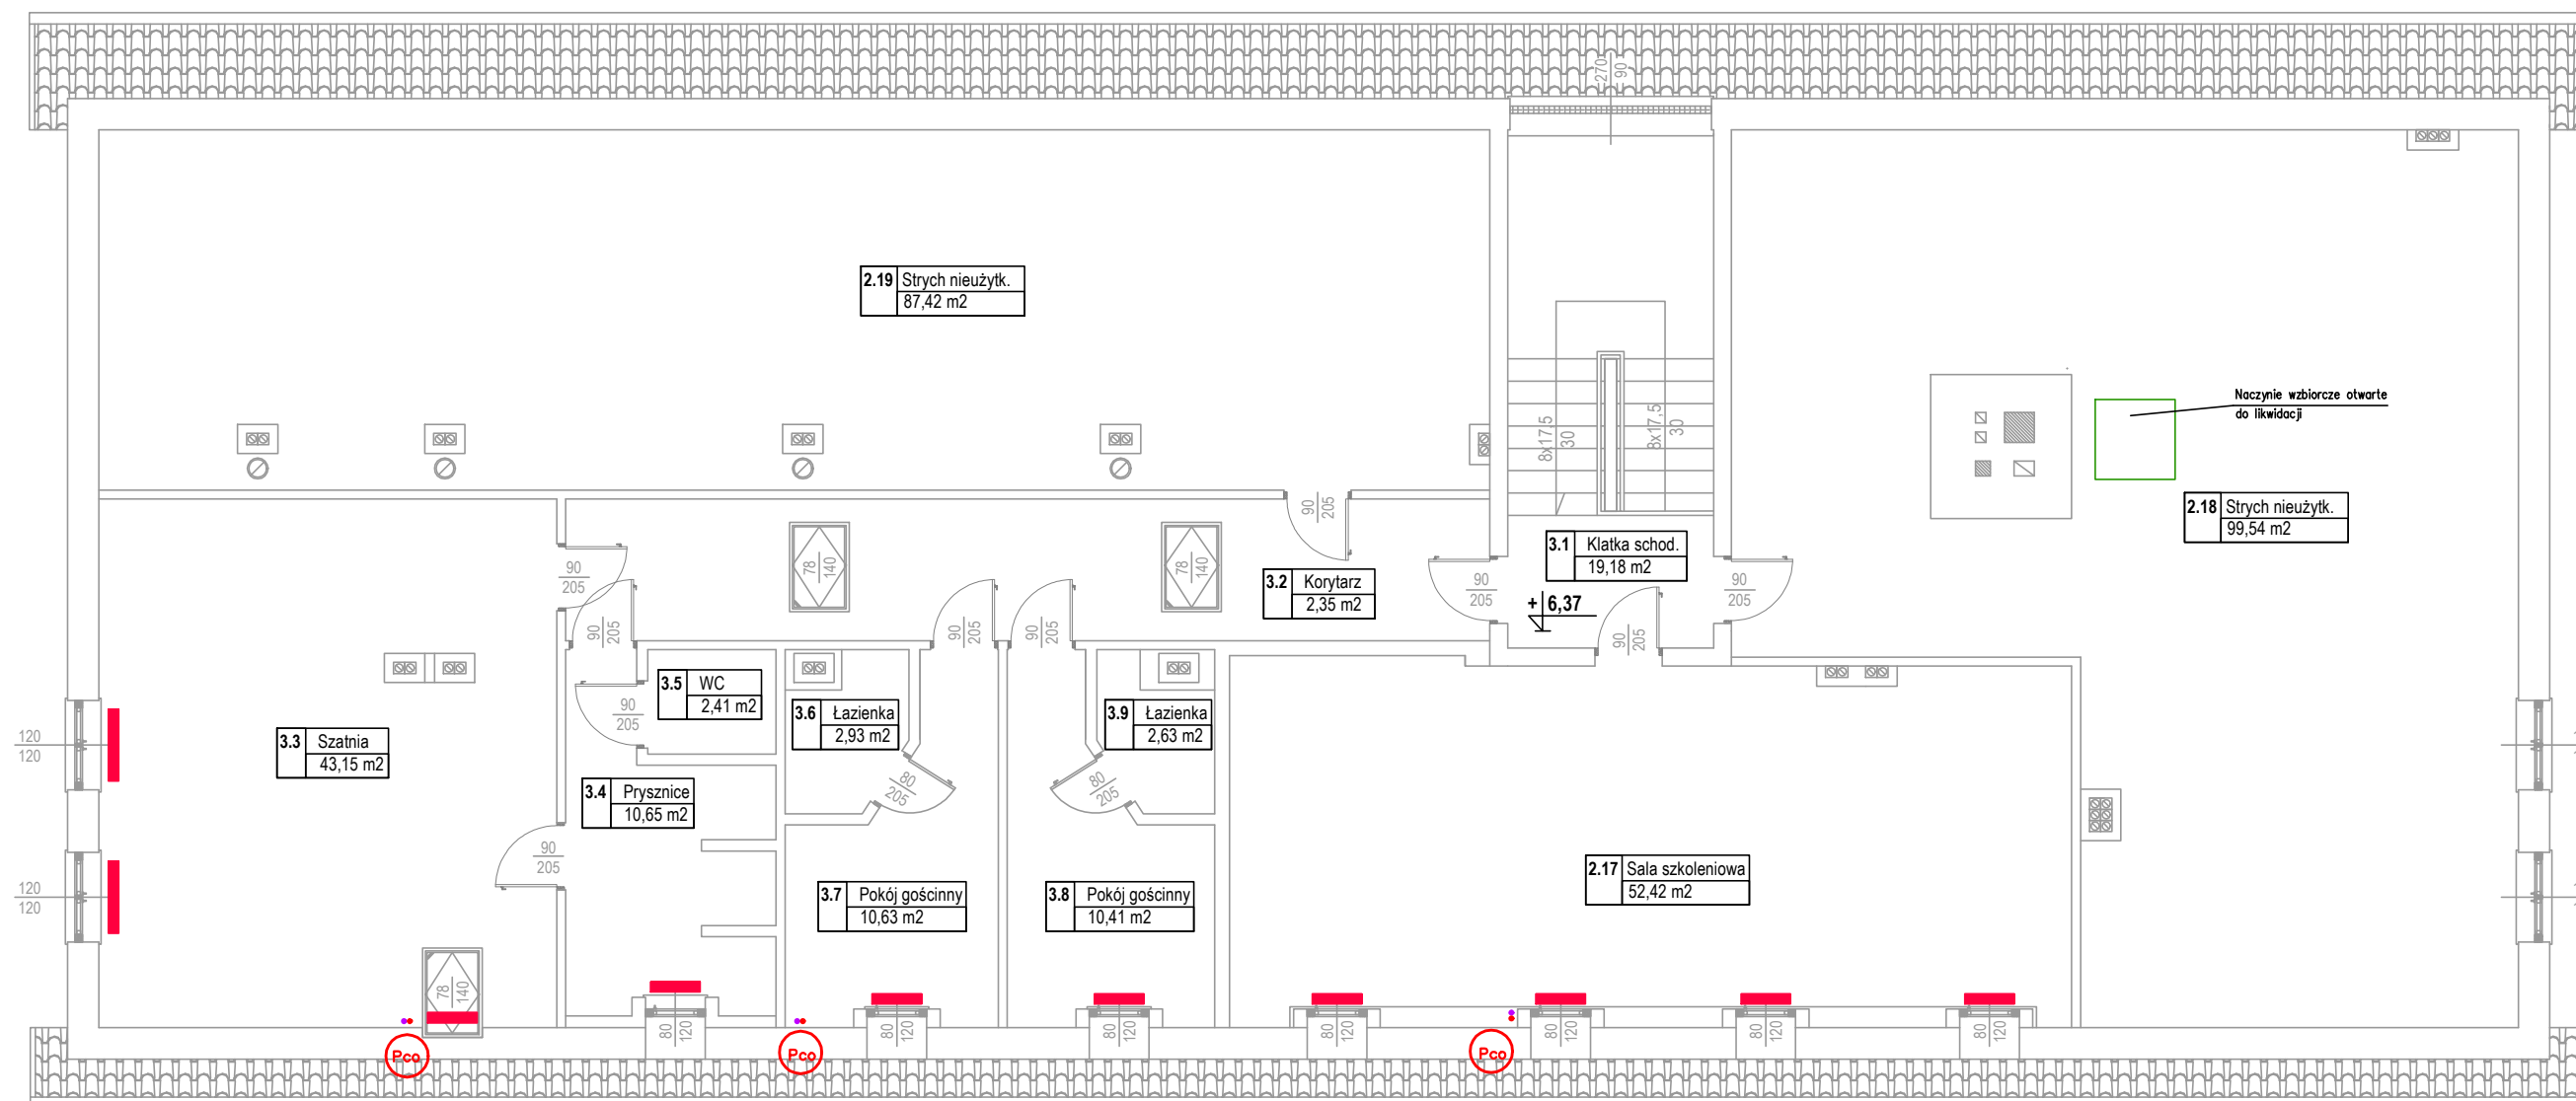 270
90
2.19 Strych nieużytk.
87,42 m2
Naczynie wzbiorcze otwarte
do likwidacji
8x17,5
30
8x17,5
30
2.18 Strych nieużytk.
99,54 m2
90
205
3.1 Klatka schod.
19,18 m2
78
140
78
140
3.2 Korytarz
2,35 m2
90
205
90
205
90
205
+ 6,37
90
205
90
205
90
205
90
205
3.5 WC
2,41 m2
90
205
3.6 Łazienka
2,93 m2
3.9 Łazienka
2,63 m2
120
120
3.3 Szatnia
43,15 m2
3.4 Prysznice
10,65 m2
80
205
80
205
90
205
2.17 Sala szkoleniowa
52,42 m2
120
120
3.7 Pokój gościnny
10,63 m2
3.8 Pokój gościnny
10,41 m2
78
140
80
120
80
120
80
120
80
120
80
120
80
120
80
120
Pco
Pco
Pco